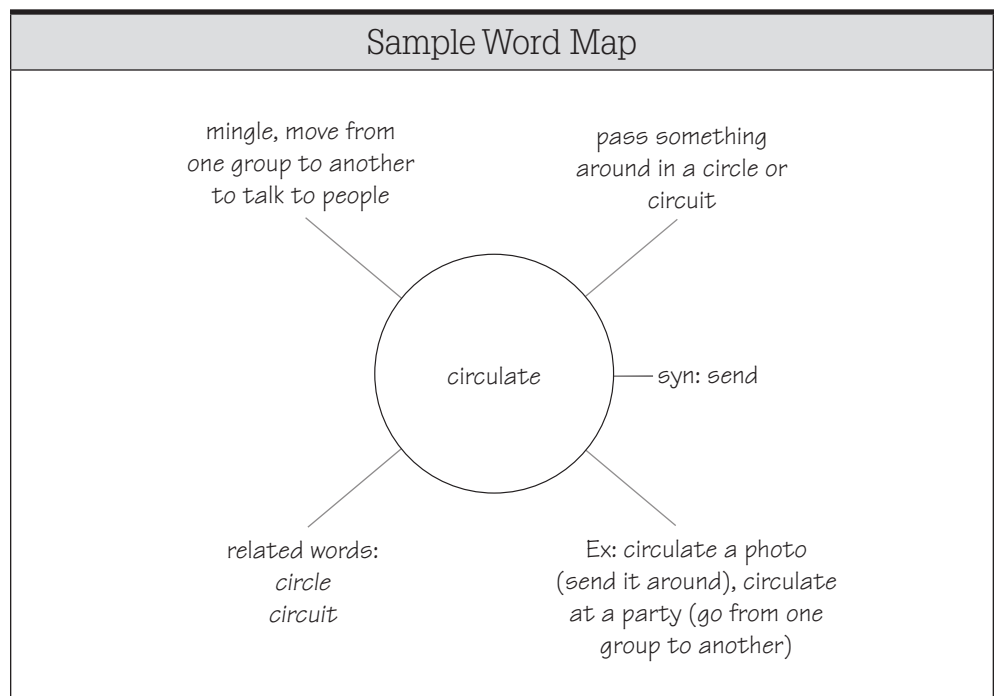 Sample Word Map
mingle, move from
one group to another
to talk to people
pass something
around in a circle or
circuit
circulate
syn: send
related words:
circle
circuit
Ex: circulate a photo
(send it around), circulate
at a party (go from one
group to another)